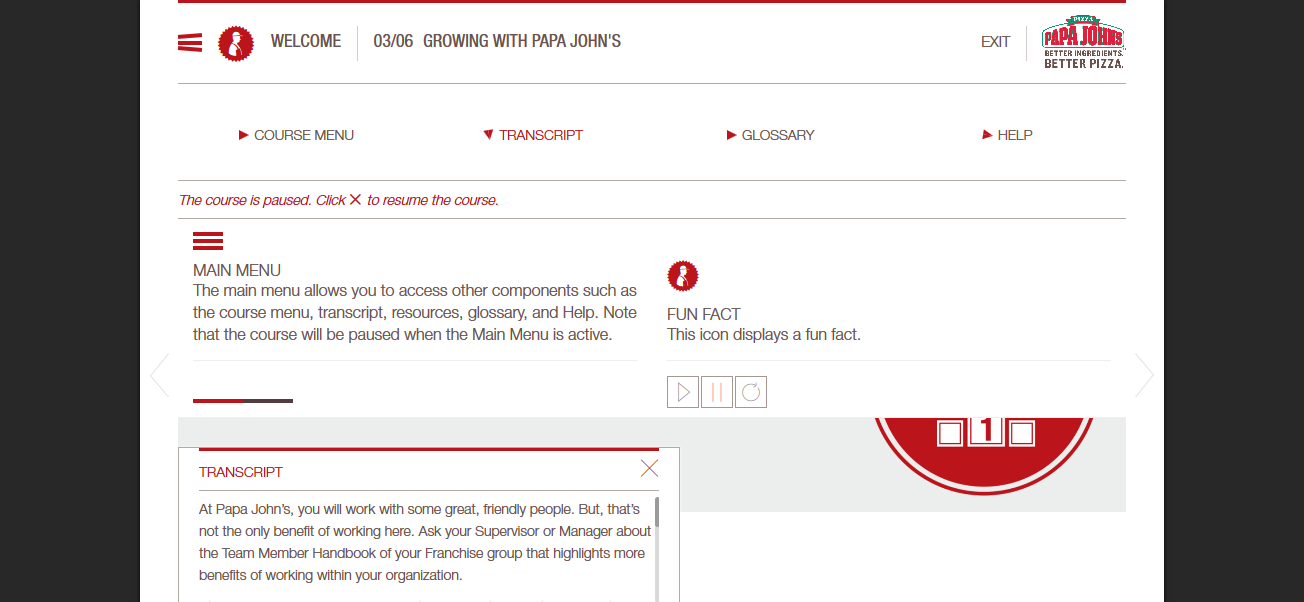 WELCOME
03/06 GROWING WITH PAPA JOHN'S
EXIT
PIZZA
PAPA JOHNS
BETTER INGREDIENTS.
BETTER PIZZA.
COURSE MENU
TRANSCRIPT
GLOSSARY
HELP
The course is paused. Click to resume the course.
MAIN MENU
The main menu allows you to access other components such as
the course menu, transcript, resources, glossary, and Help. Note
that the course will be paused when the Main Menu is active.
FUN FACT
This icon displays a fun fact.
1
TRANSCRIPT
At Papa John's, you will work with some great, friendly people. But, that's
not the only benefit of working here. Ask your Supervisor or Manager about
the Team Member Handbook of your Franchise group that highlights more
benefits of working within your organization.